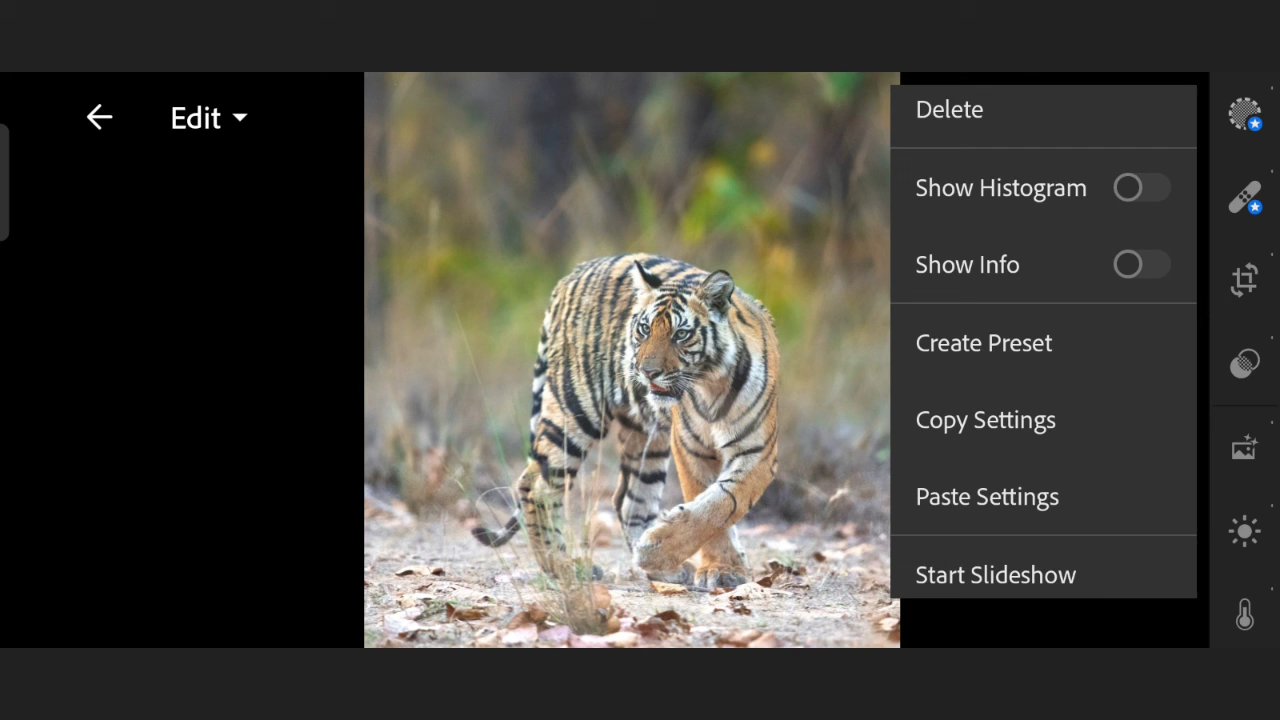 Edit
Delete
Show Histogram
Show Info
Create Preset
Copy Settings
Paste Settings
Start Slideshow